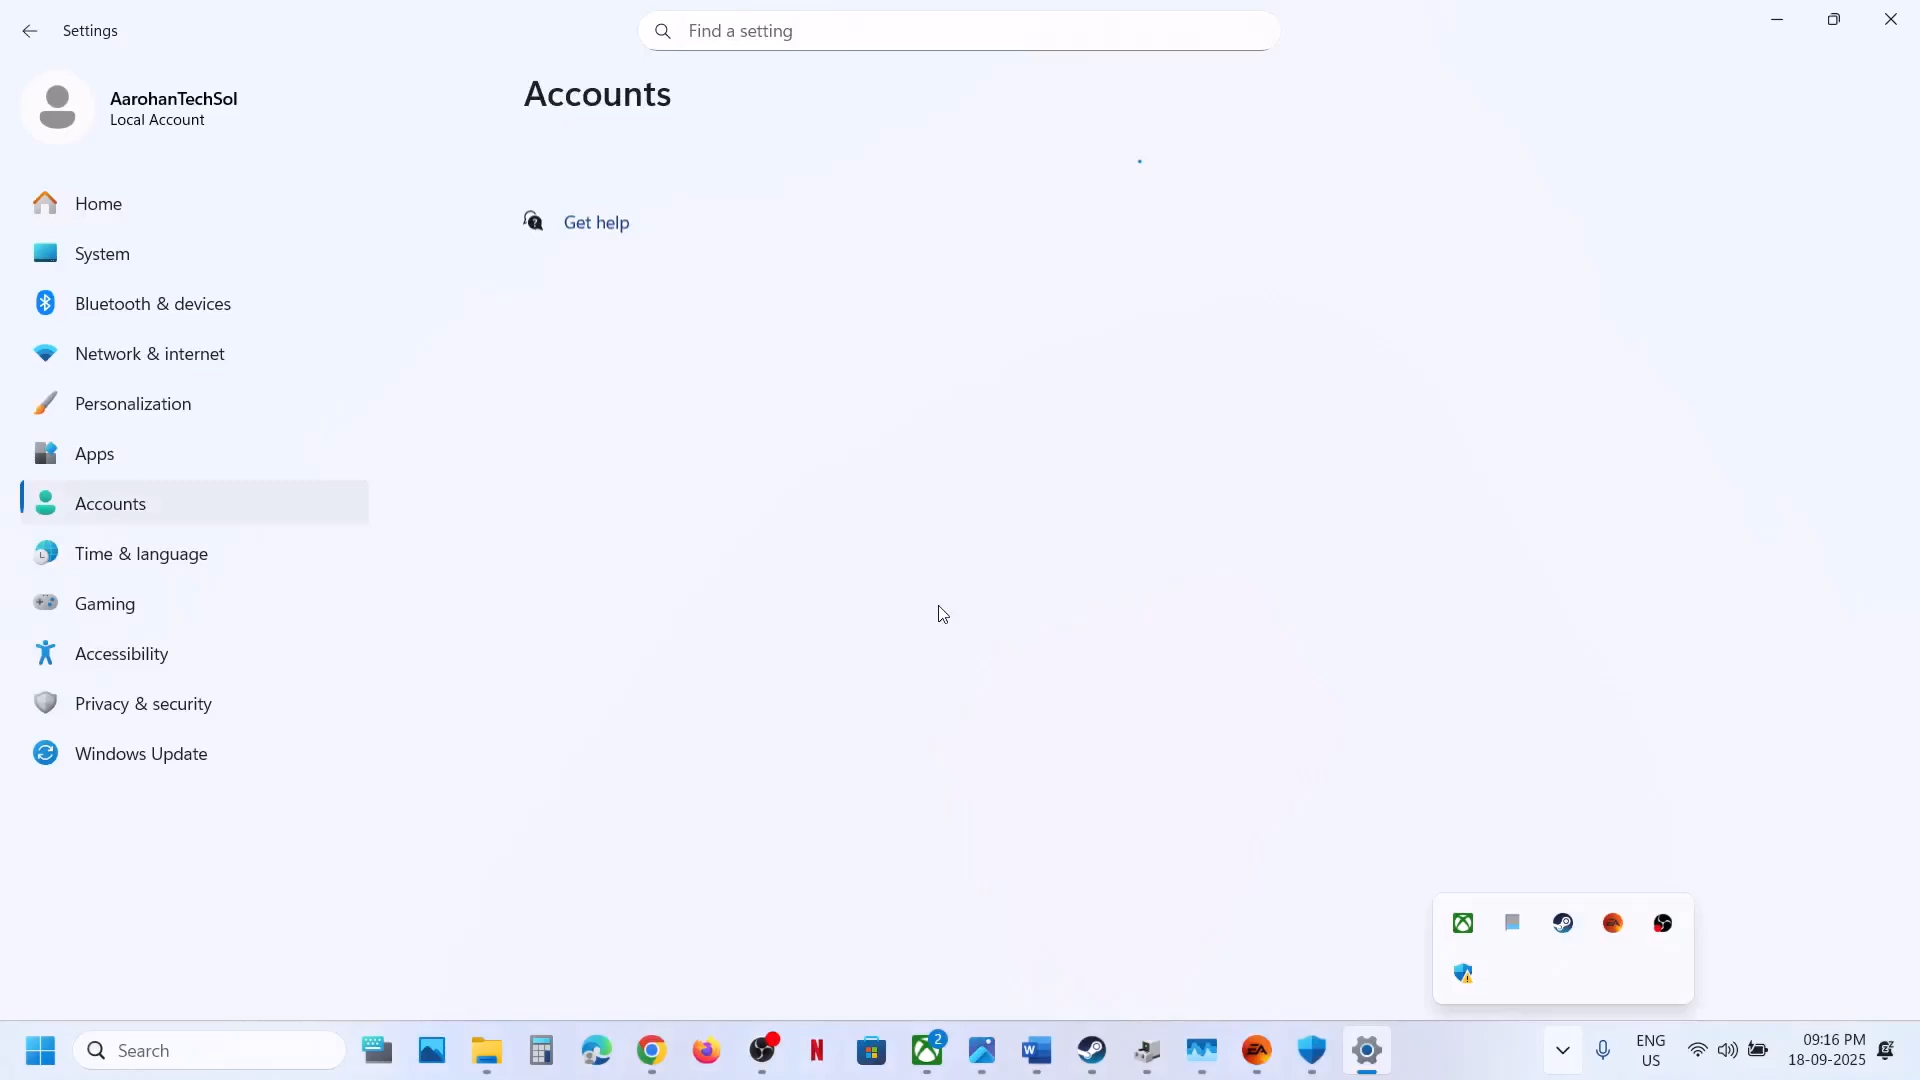 Settings
Find a setting
AarohanTechSol
Local Account
Accounts
Get help
Home
System
Bluetooth & devices
Network & internet
Personalization
Apps
Accounts
Time & language
Gaming
Accessibility
Privacy & security
Windows Update
Search
2
ENG
US
09:16 PM
18-09-2025